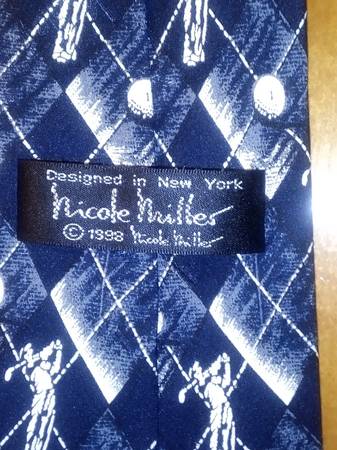 Designed in New York
Nicole Miller
© 1998 Nicole Miller